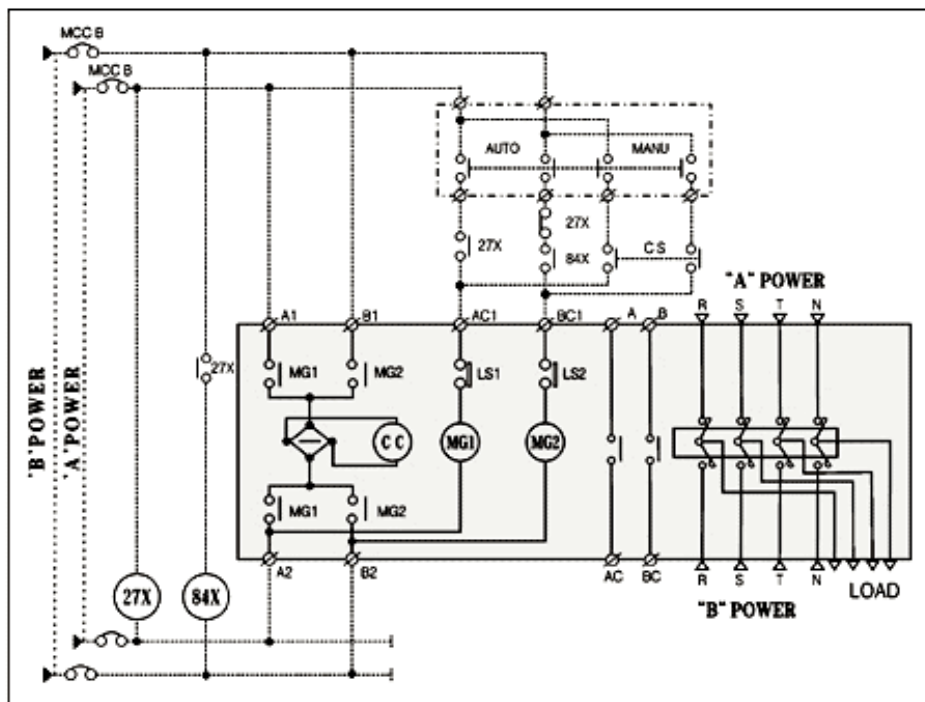 MCC B
MCC B
AUTO
MANU
27X
27X
84X
C S
"A" POWER
R S T N
A1
B1
AC1
BC1
A
B
27X
MG1
MG2
LS1
LS2
"B" POWER
"A" POWER
C C
MG1
MG2
MG1
MG2
A2
B2
AC
BC
R S T N
LOAD
"B" POWER
27X
84X